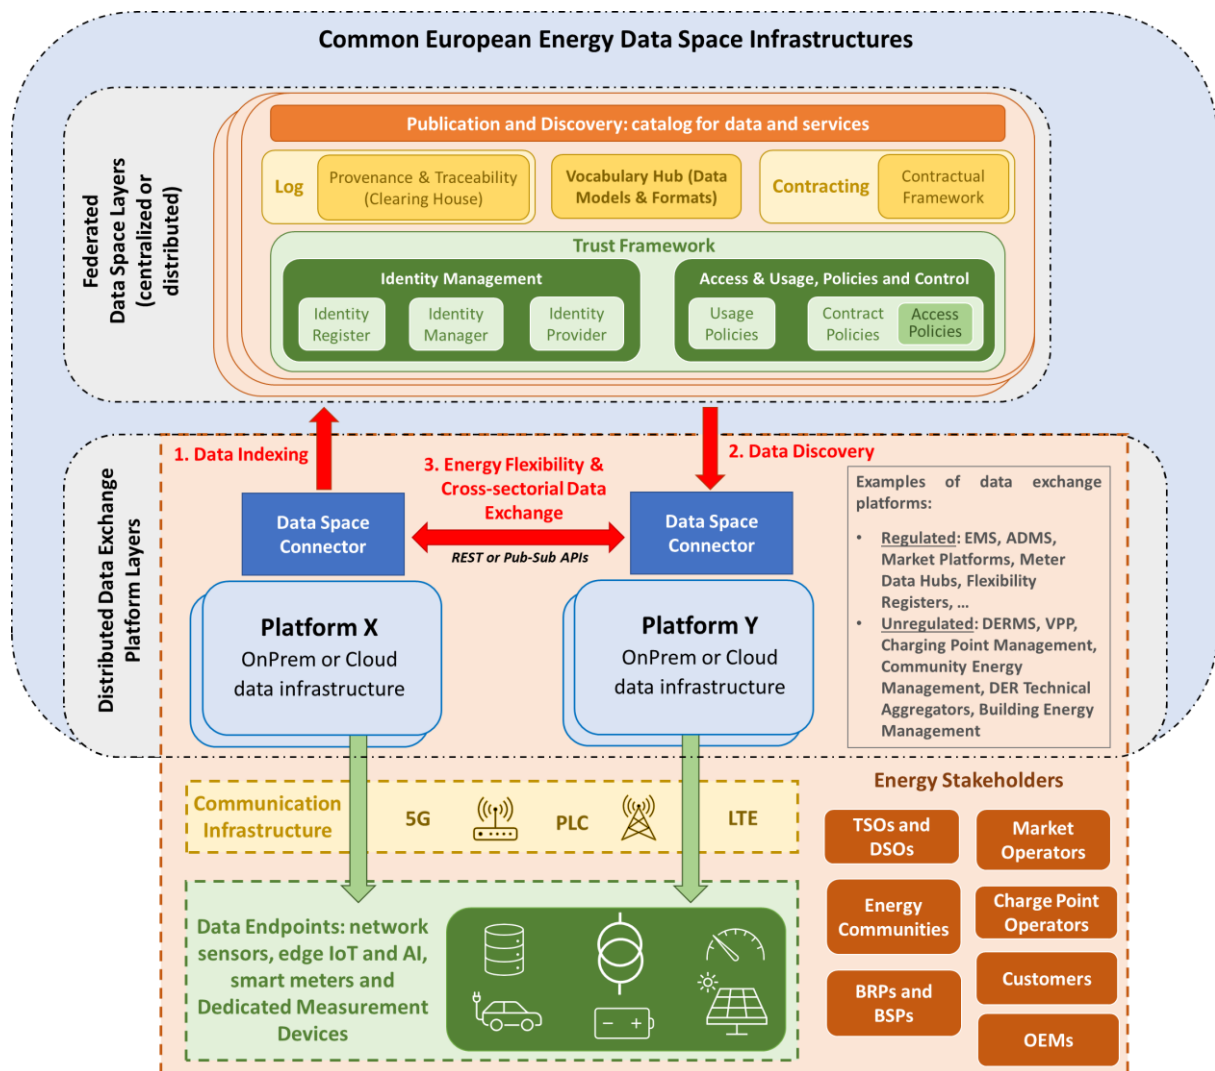 Common European Energy Data Space Infrastructures
Federated
Data Space Layers
(centralized or
distributed)
Publication and Discovery: catalog for data and services
Log
Provenance & Traceability
(Clearing House)
Vocabulary Hub (Data
Models & Formats)
Contracting
Contractual
Framework
Trust Framework
Identity Management
Identity
Register
Identity
Manager
Identity
Provider
Access & Usage, Policies and Control
Usage
Policies
Contract
Policies
Access
Policies
Distributed Data Exchange
Platform Layers
1. Data Indexing
3. Energy Flexibility &
Cross-sectorial Data
Exchange
2. Data Discovery
Data Space
Connector
REST or Pub-Sub APIs
Data Space
Connector
Platform X
OnPrem or Cloud
data infrastructure
Platform Y
OnPrem or Cloud
data infrastructure
Examples of data exchange
platforms:
• Regulated: EMS, ADMS,
Market Platforms, Meter
Data Hubs, Flexibility
Registers, ...
• Unregulated: DERMS, VPP,
Charging Point Management,
Community Energy
Management, DER Technical
Aggregators, Building Energy
Management
Communication
Infrastructure
5G
PLC
LTE
Data Endpoints: network
sensors, edge IoT and AI,
smart meters and
Dedicated Measurement
Devices
Energy Stakeholders
TSOs and
DSOs
Market
Operators
Energy
Communities
Charge Point
Operators
BRPs and
BSPs
Customers
OEMs